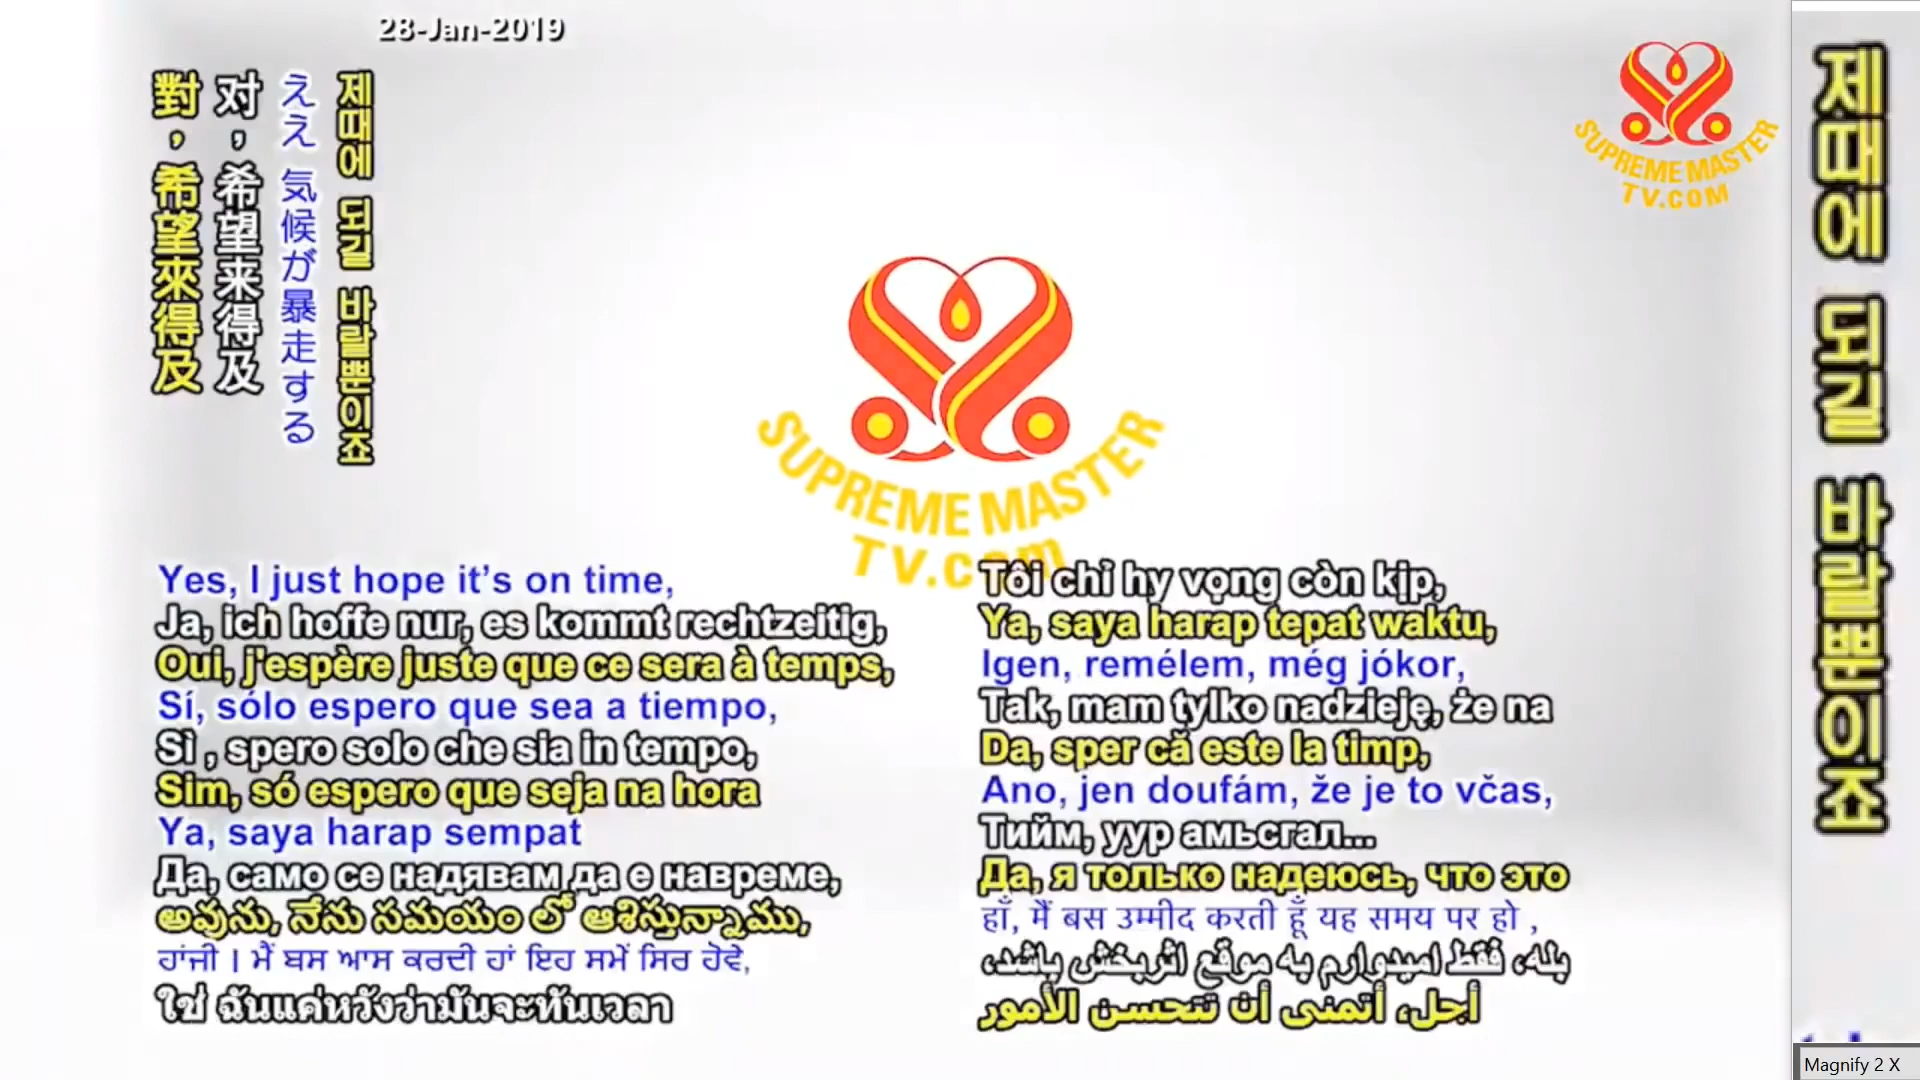 28-Jan-2019
제때에 되길 바랄뿐이죠
ええ 気候が暴走する
对，希望来得及
對，希望來得及
SUPREME MASTER
TV.COM
SUPREME MASTER
TV.com
Yes, I just hope it’s on time,
Ja, ich hoffe nur, es kommt rechtzeitig,
Oui, j'espère juste que ce sera à temps,
Sí, sólo espero que sea a tiempo,
Sì , spero solo che sia in tempo,
Sim, só espero que seja na hora
Ya, saya harap sempat
Да, само се надявам да е навреме,
అవును, నేను సమయం లో ఆశిస్తున్నాము,
ਹਾਂਜੀ । ਮੈਂ ਬਸ ਆਸ ਕਰਦੀ ਹਾਂ ਇਹ ਸਮੇਂ ਸਿਰ ਹੋਵੇ,
ใช่ ฉันแค่หวังว่ามันจะทันเวลา
Tôi chỉ hy vọng còn kịp,
Ya, saya harap tepat waktu,
Igen, remélem, még jókor,
Tak, mam tylko nadzieję, że na
Da, sper că este la timp,
Ano, jen doufám, že je to včas,
Тийм, уур амьсгал...
Да, я только надеюсь, что это
हाँ, मैं बस उम्मीद करती हूँ यह समय पर हो ,
بله، فقط امیدوارم به موقع اثربخش باشد،
أجل، أتمنى أن تتحسن الأمور
제때에 되길 바랄뿐이죠
Magnify 2 X